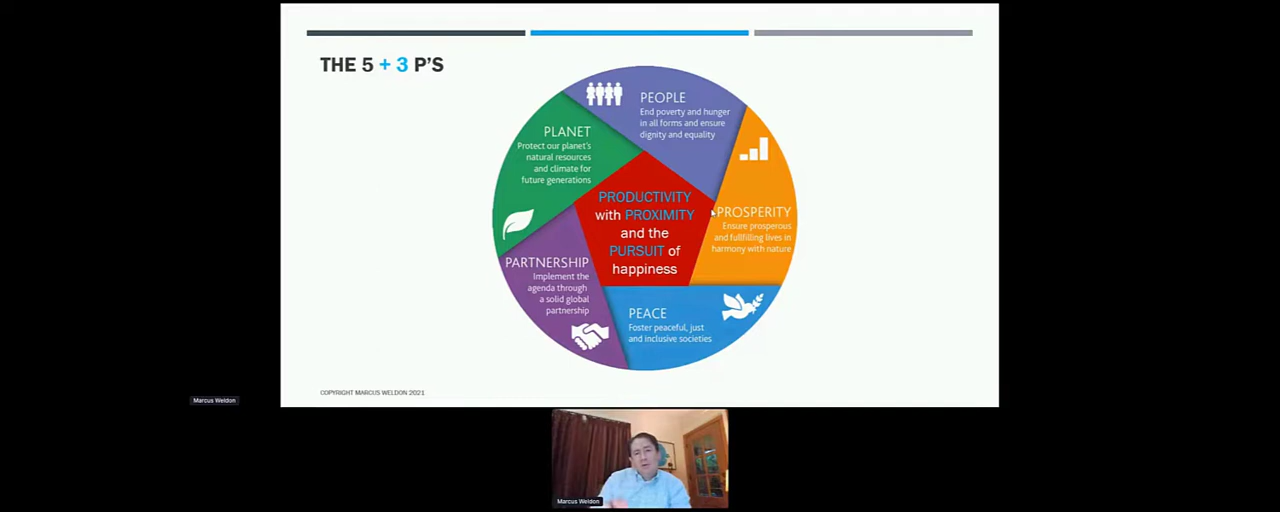 THE 5 + 3 P'S
PEOPLE
End poverty and hunger
in all forms and ensure
dignity and equality
PLANET
Protect our planet's
natural resources
and climate for
future generations
PRODUCTIVITY
with PROXIMITY
and the
PURSUIT of
happiness
PROSPERITY
Ensure prosperous
and fullfilling lives in
harmony with nature
PARTNERSHIP
Implement the
agenda through
a solid global
partnership
PEACE
Foster peaceful, just
and inclusive societies
COPYRIGHT MARCUS WELDON 2021
Marcus Weldon
Marcus Weldon